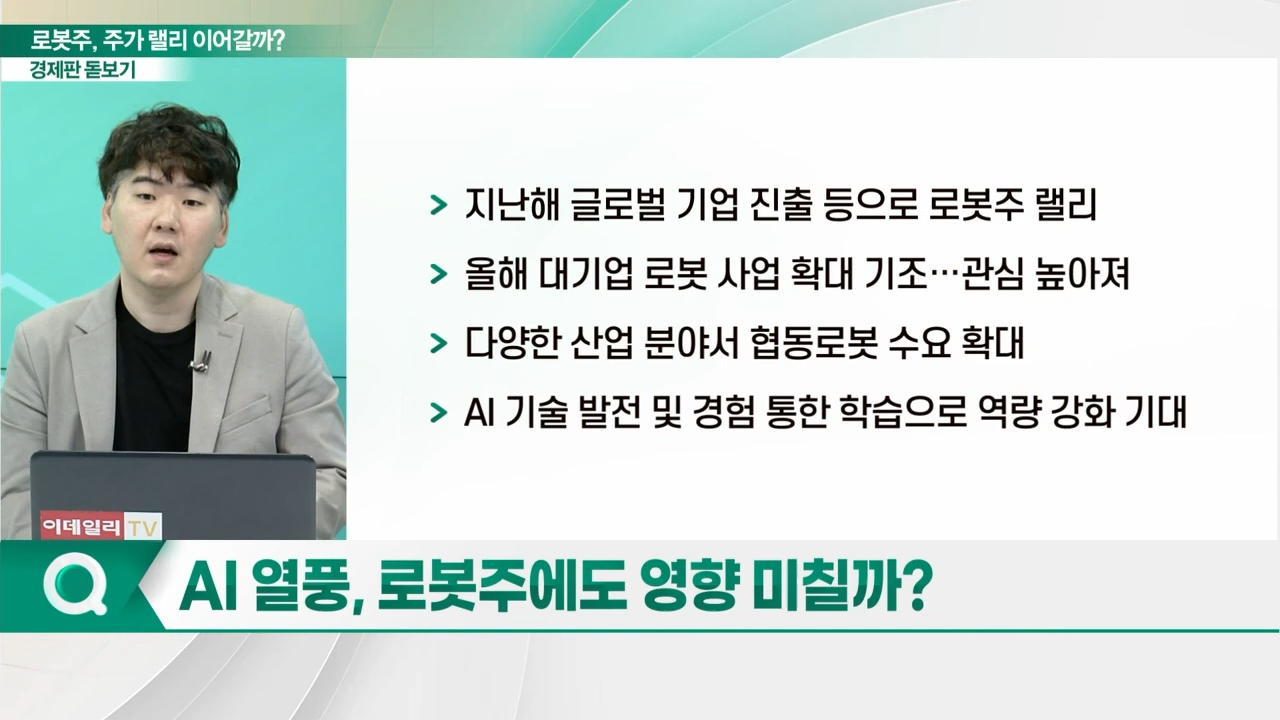 로봇주, 주가 랠리 이어갈까?
경제판 돋보기
> 지난해 글로벌 기업 진출 등으로 로봇주 랠리
> 올해 대기업 로봇 사업 확대 기조…관심 높아져
> 다양한 산업 분야서 협동로봇 수요 확대
> AI 기술 발전 및 경험 통한 학습으로 역량 강화 기대
이데일리 TV
Q AI 열풍, 로봇주에도 영향 미칠까?